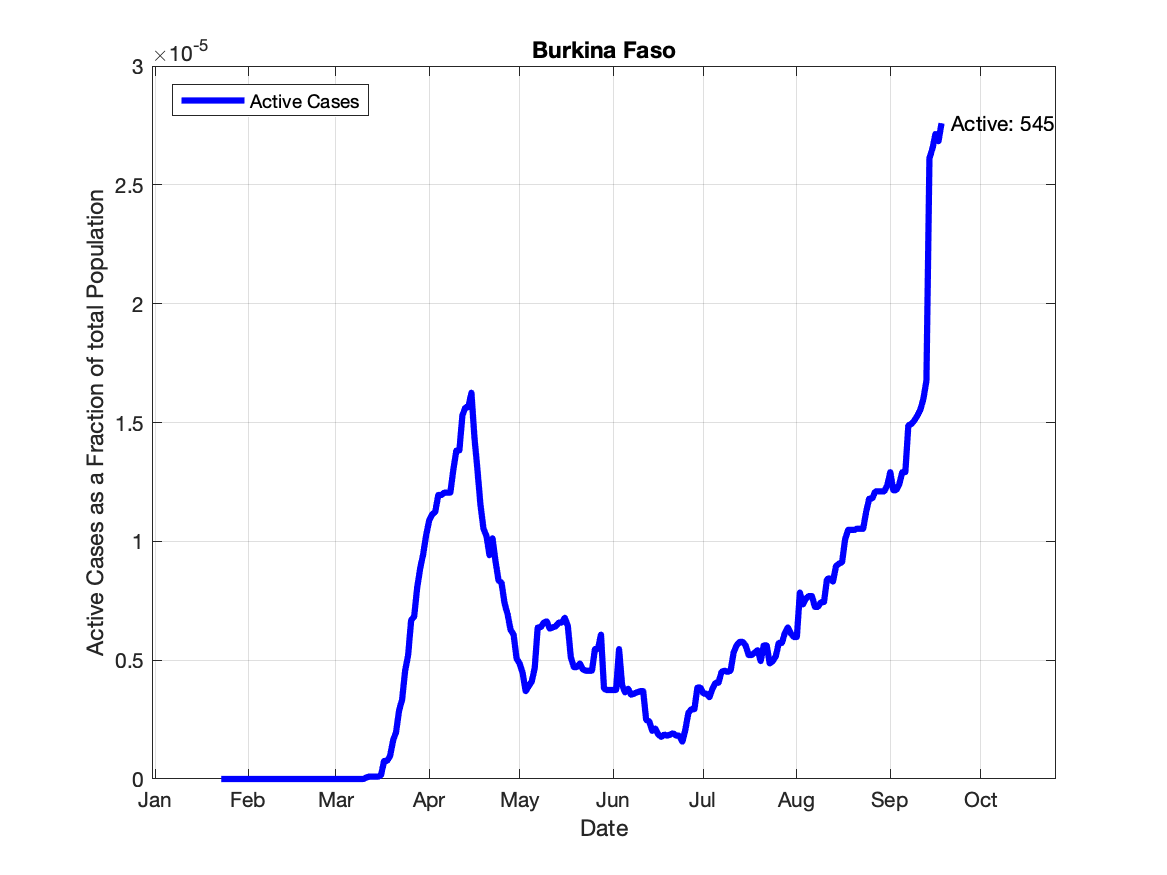 Burkina Faso
×10-5
3
2.5
2
1.5
1
0.5
0
Active Cases
Active: 545
Active Cases as a Fraction of total Population
Jan Feb Mar Apr May Jun Jul Aug Sep Oct
Date